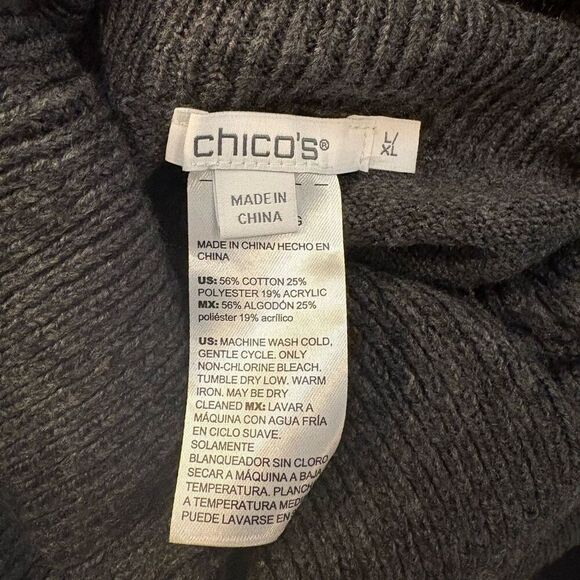 chico's®
L/
XL
MADE IN
CHINA
MADE IN CHINA/ HECHO EN
CHINA
US: 56% COTTON 25%
POLYESTER 19% ACRYLIC
MX: 56% ALGODÓN 25%
poliéster 19% acrílico
US: MACHINE WASH COLD,
GENTLE CYCLE. ONLY
NON-CHLORINE BLEACH,
TUMBLE DRY LOW. WARM
IRON. MAY BE DRY
CLEANED MX: LAVAR A
MÁQUINA CON AGUA FRÍA
EN CICLO SUAVE.
SOLAMENTE
BLANQUEADOR SIN CLORO
SECAR A MÁQUINA A BAJA
TEMPERATURA.
A TEMPERATURA
PUEDE LAVARSE EN